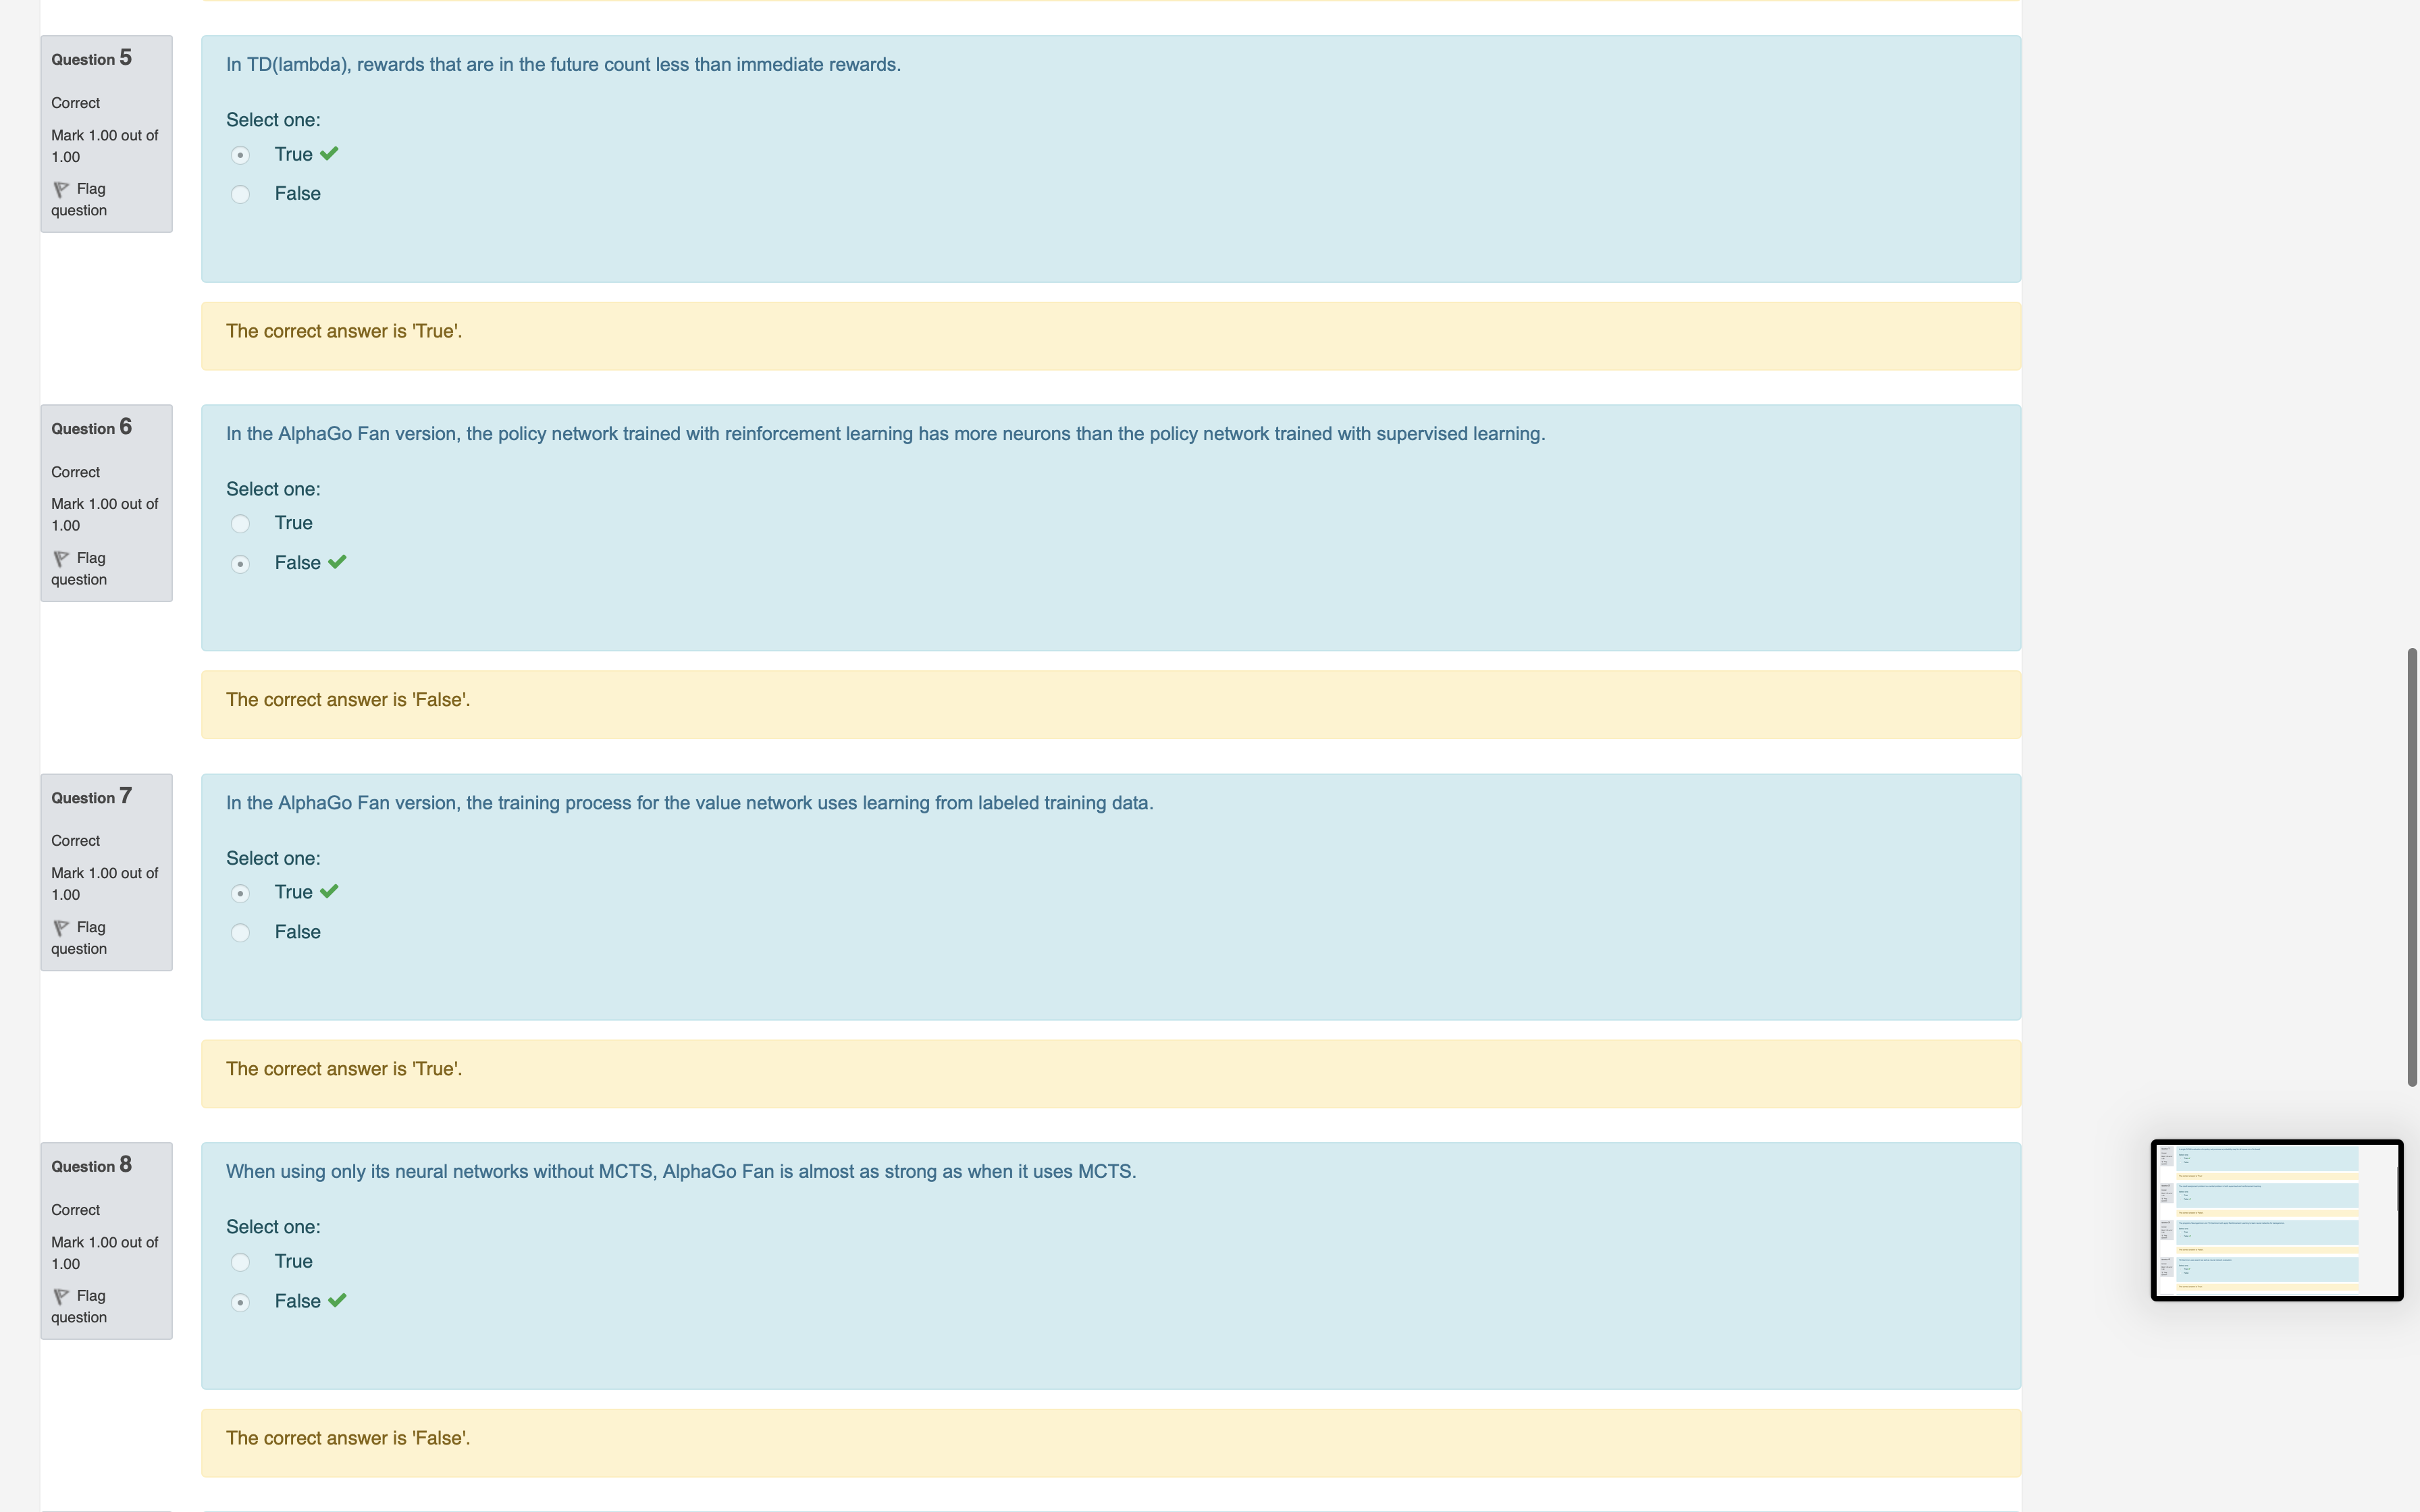 Question 5
Correct
Mark 1.00 out of
1.00
Flag
question
In TD(lambda), rewards that are in the future count less than immediate rewards.
Select one:
True
False
The correct answer is 'True'.
Question 6
Correct
Mark 1.00 out of
1.00
Flag
question
In the AlphaGo Fan version, the policy network trained with reinforcement learning has more neurons than the policy network trained with supervised learning.
Select one:
True
False
The correct answer is 'False'.
Question 7
Correct
Mark 1.00 out of
1.00
Flag
question
In the AlphaGo Fan version, the training process for the value network uses learning from labeled training data.
Select one:
True
False
The correct answer is 'True'.
Question 8
Correct
Mark 1.00 out of
1.00
Flag
question
When using only its neural networks without MCTS, AlphaGo Fan is almost as strong as when it uses MCTS.
Select one:
True
False
The correct answer is 'False'.